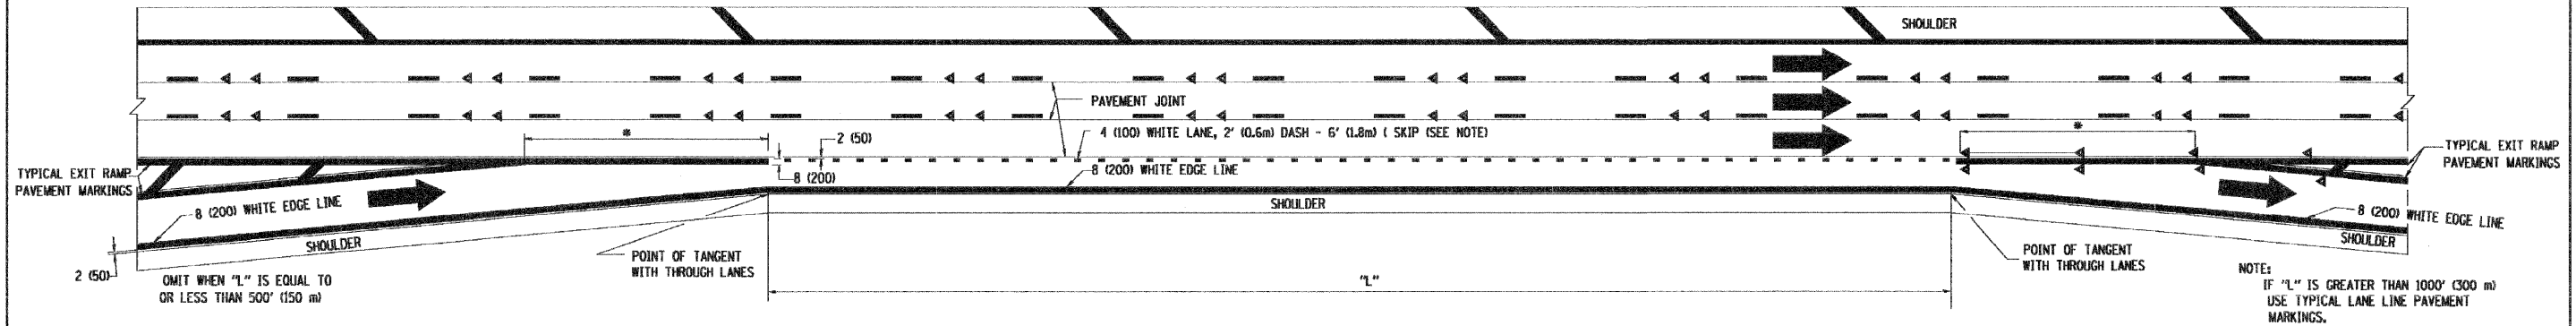 SHOULDER
PAVEMENT JOINT
4 (100) WHITE LANE, 2' (0.6m) DASH - 6' (1.8m) ( SKIP (SEE NOTE)
*
2 (50)
*
TYPICAL EXIT RAMP
PAVEMENT MARKINGS
8 (200)
8 (200) WHITE EDGE LINE
TYPICAL EXIT RAMP
PAVEMENT MARKINGS
8 (200) WHITE EDGE LINE
SHOULDER
8 (200) WHITE EDGE LINE
SHOULDER
SHOULDER
POINT OF TANGENT
WITH THROUGH LANES
POINT OF TANGENT
WITH THROUGH LANES
2 (50)
OMIT WHEN "L" IS EQUAL TO
OR LESS THAN 500' (150 m)
"L"
NOTE:
IF "L" IS GREATER THAN 1000' (300 m)
USE TYPICAL LANE LINE PAVEMENT
MARKINGS.